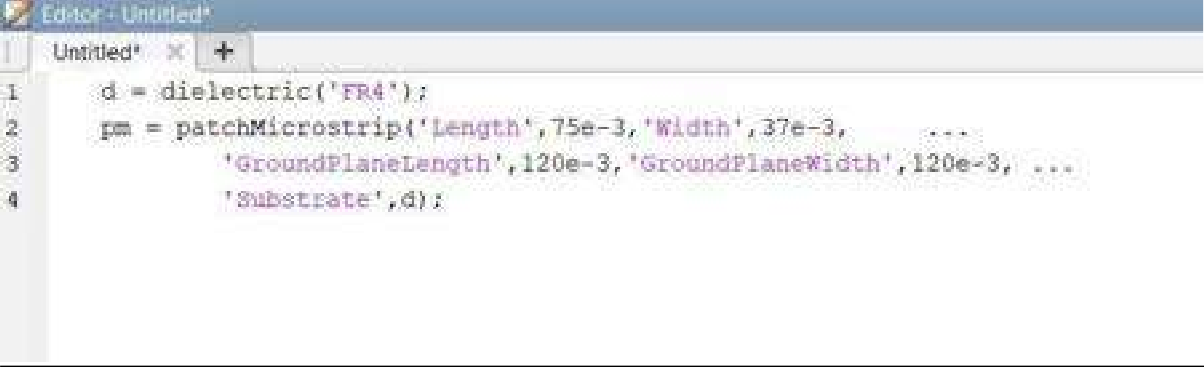 Editor - Untitled*
Untitled* × +
1 d = dielectric('FR4');
2 pm = patchMicrostrip('Length',75e-3,'Width',37e-3, ...
3 'GroundPlaneLength',120e-3,'GroundPlaneWidth',120e-3, ...
4 'Substrate',d);